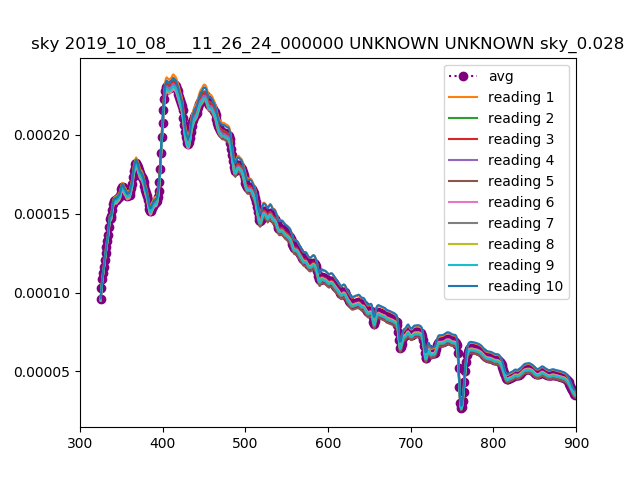 sky 2019_10_08___11_26_24_000000 UNKNOWN UNKNOWN sky_0.028
avg
reading 1
reading 2
reading 3
reading 4
reading 5
reading 6
reading 7
reading 8
reading 9
reading 10
0.00020
0.00015
0.00010
0.00005
300 400 500 600 700 800 900